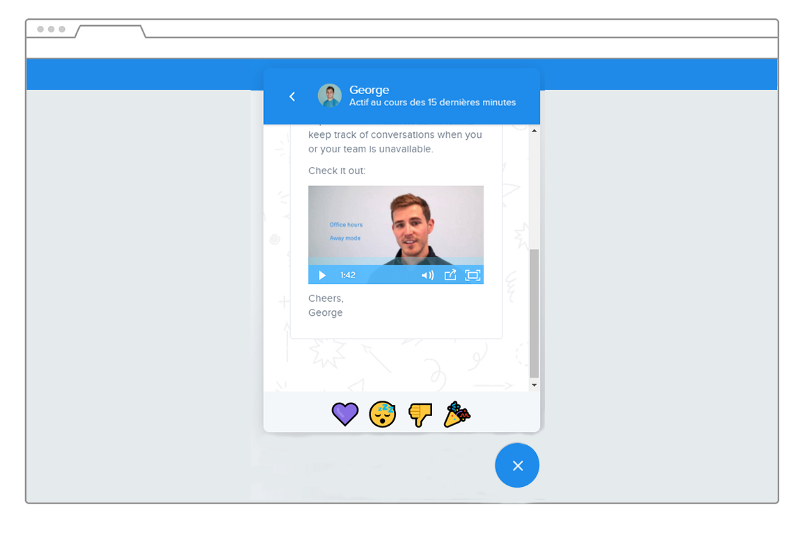 George
Actif au cours des 15 dernières minutes
keep track of conversations when you
or your team is unavailable.
Check it out:
Office hours
Away mode
1:42
Cheers,
George